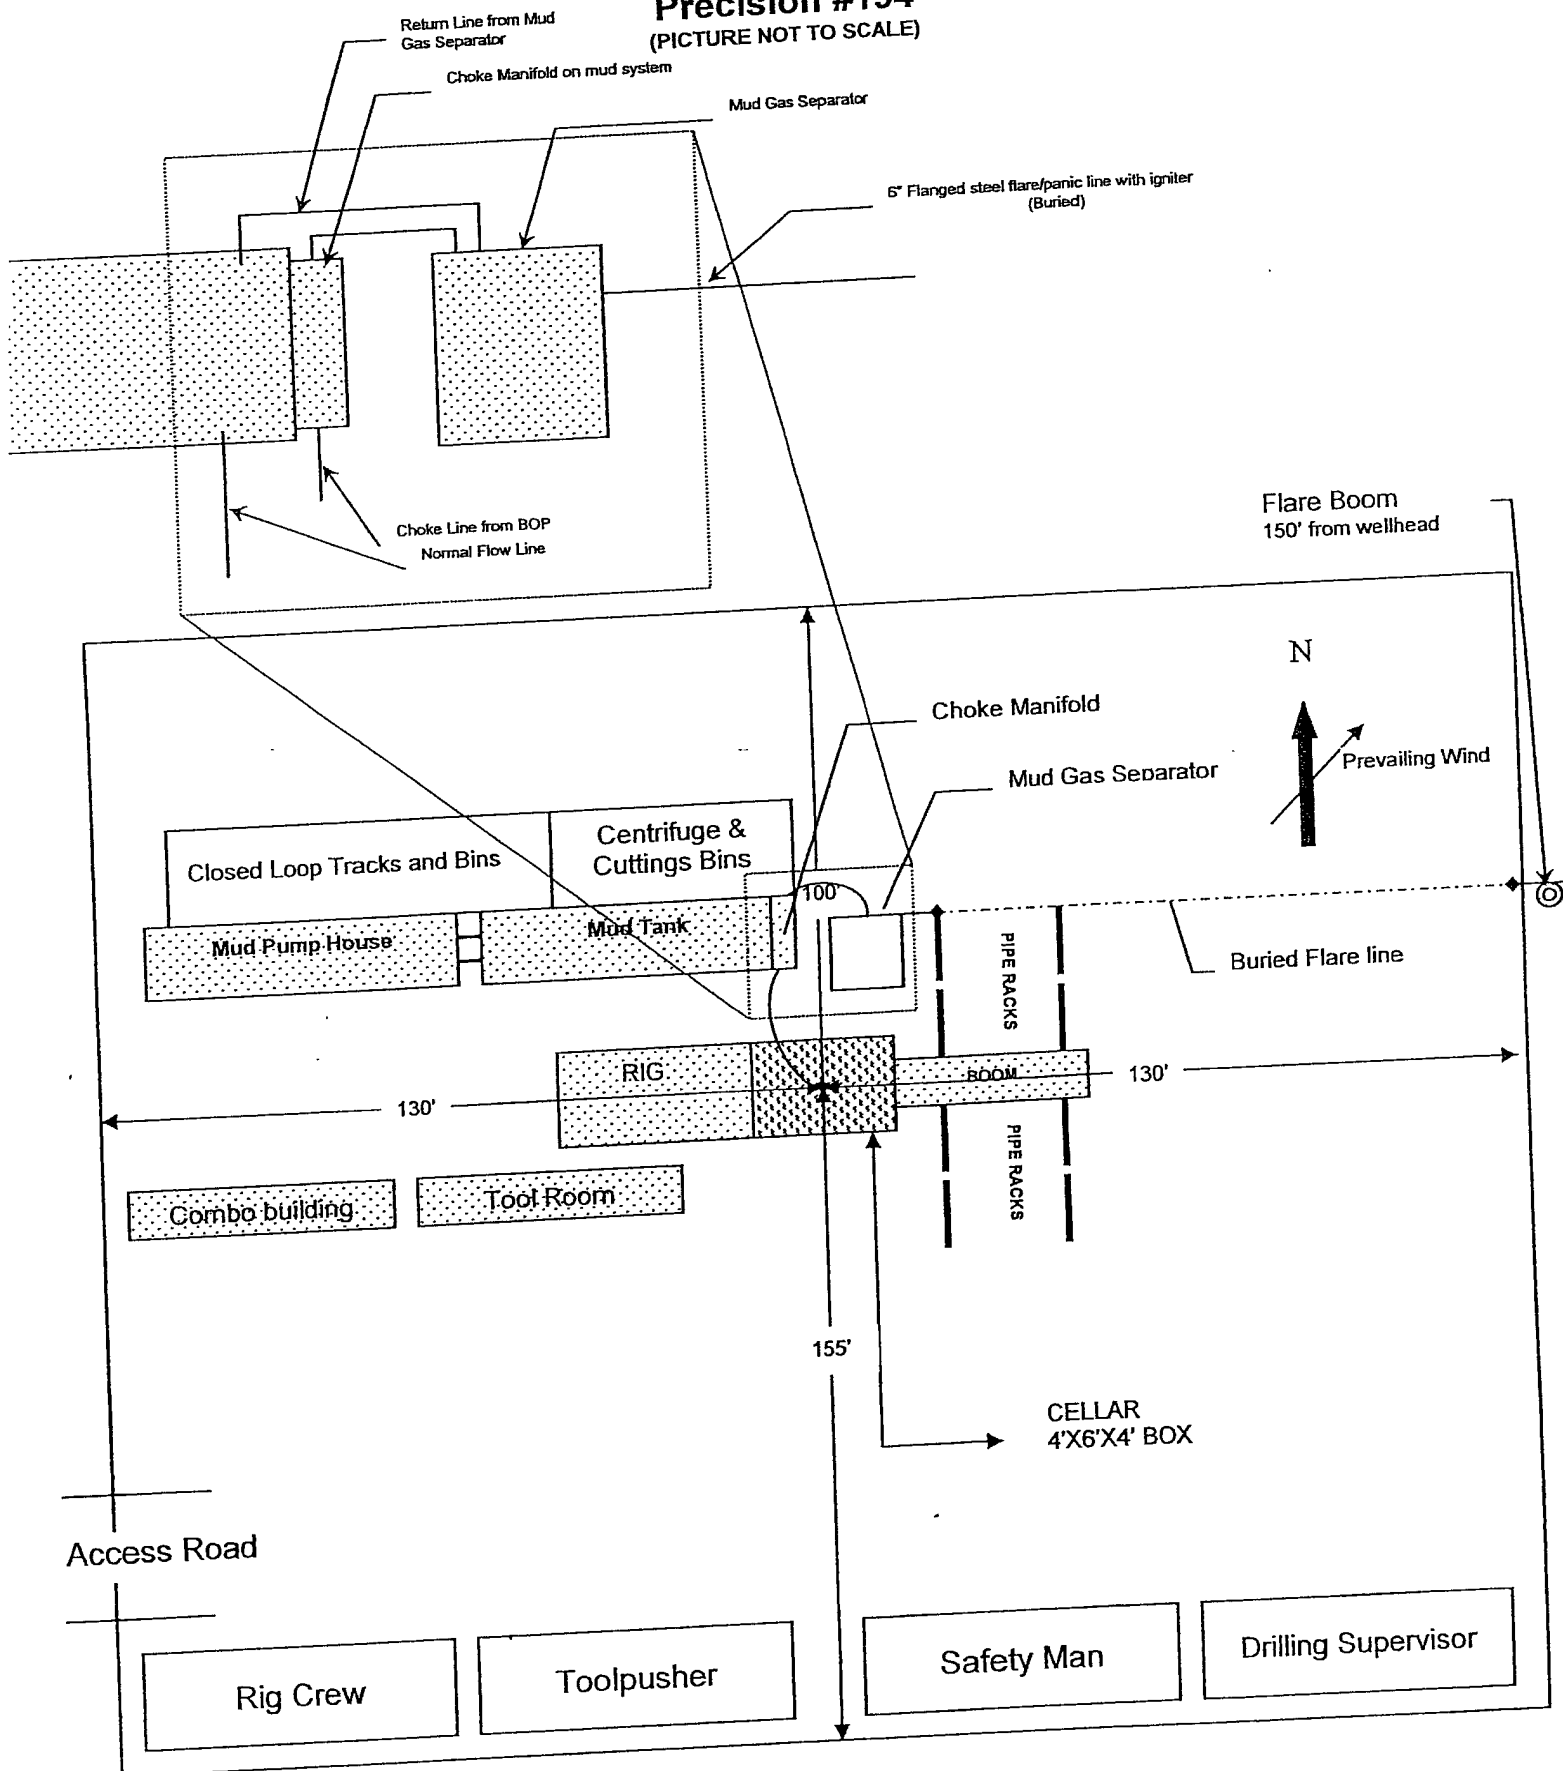 Precision #194
(PICTURE NOT TO SCALE)
Return Line from Mud
Gas Separator
Choke Manifold on mud system
Mud Gas Separator
6" Flanged steel flare/panic line with igniter
(Buried)
Choke Line from BOP
Normal Flow Line
Flare Boom
150' from wellhead
N
Prevailing Wind
Choke Manifold
Mud Gas Separator
Closed Loop Tracks and Bins
Centrifuge &
Cuttings Bins
100'
Mud Pump House
Mud Tank
PIPE RACKS
Buried Flare line
RIG
BOOM
130'
130'
PIPE RACKS
Combo building
Tool Room
155'
CELLAR
4'X6'X4' BOX
Access Road
Rig Crew
Toolpusher
Safety Man
Drilling Supervisor